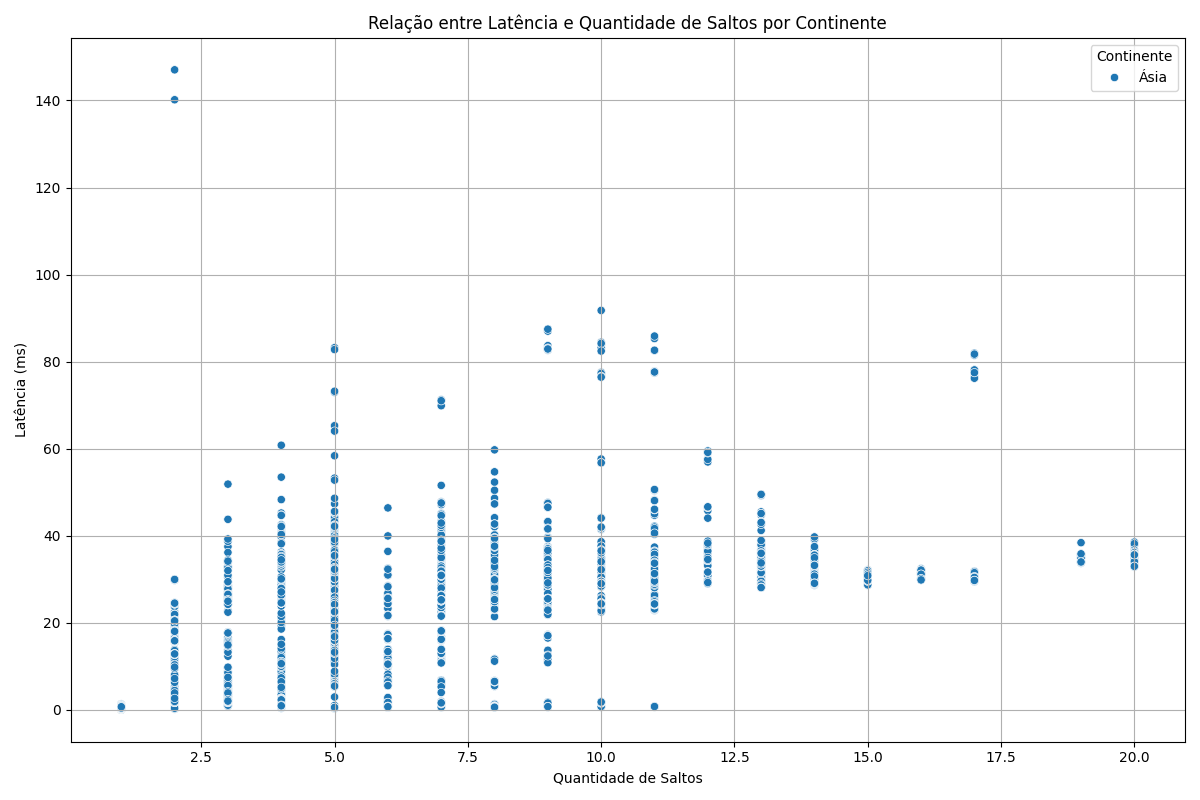 Relação entre Latência e Quantidade de Saltos por Continente
Continente
Ásia
Latência (ms)
140
120
100
80
60
40
20
0
2.5 5.0 7.5 10.0 12.5 15.0 17.5 20.0
Quantidade de Saltos